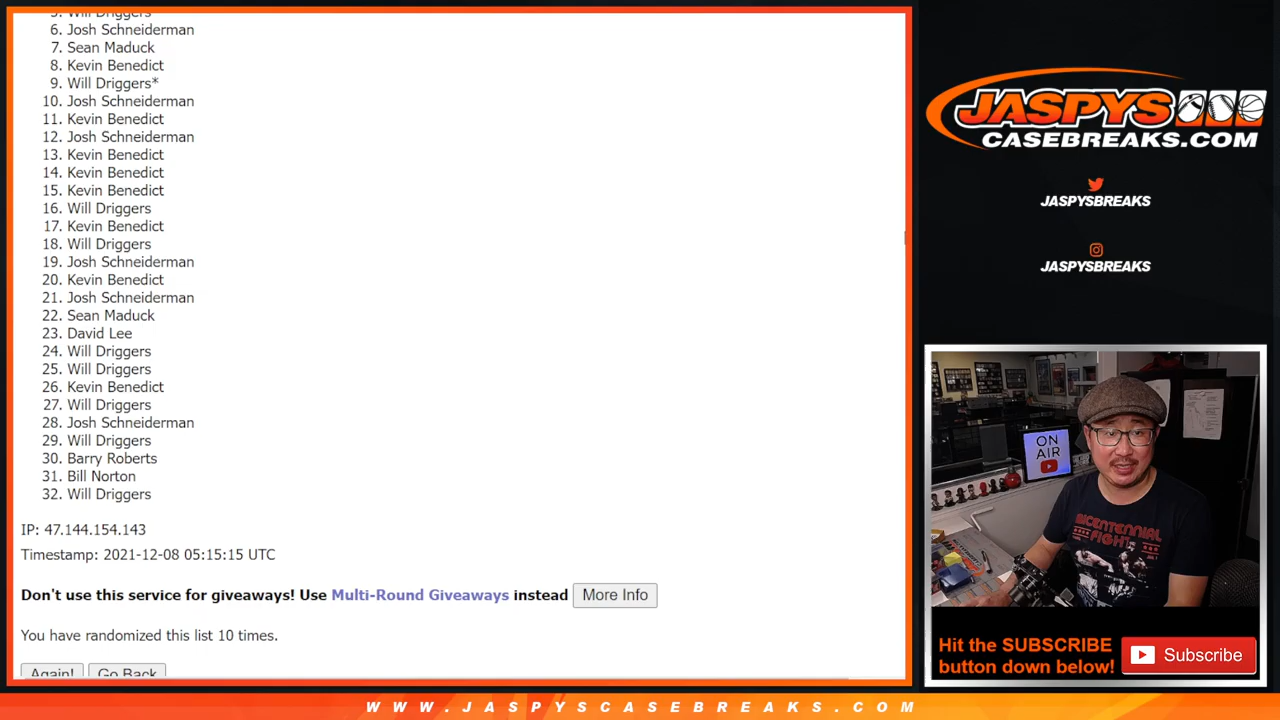 5. Will Driggers
6. Josh Schneiderman
7. Sean Maduck
8. Kevin Benedict
9. Will Driggers*
10. Josh Schneiderman
11. Kevin Benedict
12. Josh Schneiderman
13. Kevin Benedict
14. Kevin Benedict
15. Kevin Benedict
16. Will Driggers
17. Kevin Benedict
18. Will Driggers
19. Josh Schneiderman
20. Kevin Benedict
21. Josh Schneiderman
22. Sean Maduck
23. David Lee
24. Will Driggers
25. Will Driggers
26. Kevin Benedict
27. Will Driggers
28. Josh Schneiderman
29. Will Driggers
30. Barry Roberts
31. Bill Norton
32. Will Driggers
IP: 47.144.154.143
Timestamp: 2021-12-08 05:15:15 UTC
Don't use this service for giveaways! Use Multi-Round Giveaways instead More Info
You have randomized this list 10 times.
Again! Go Back
JASPYS
CASEBREAKS.COM
JASPYSBREAKS
JASPYSBREAKS
ON
AIR
BICENTENNIAL
FIGHT
Hit the SUBSCRIBE
button down below!
Subscribe
WWW.JASPYSCASEBREAKS.COM